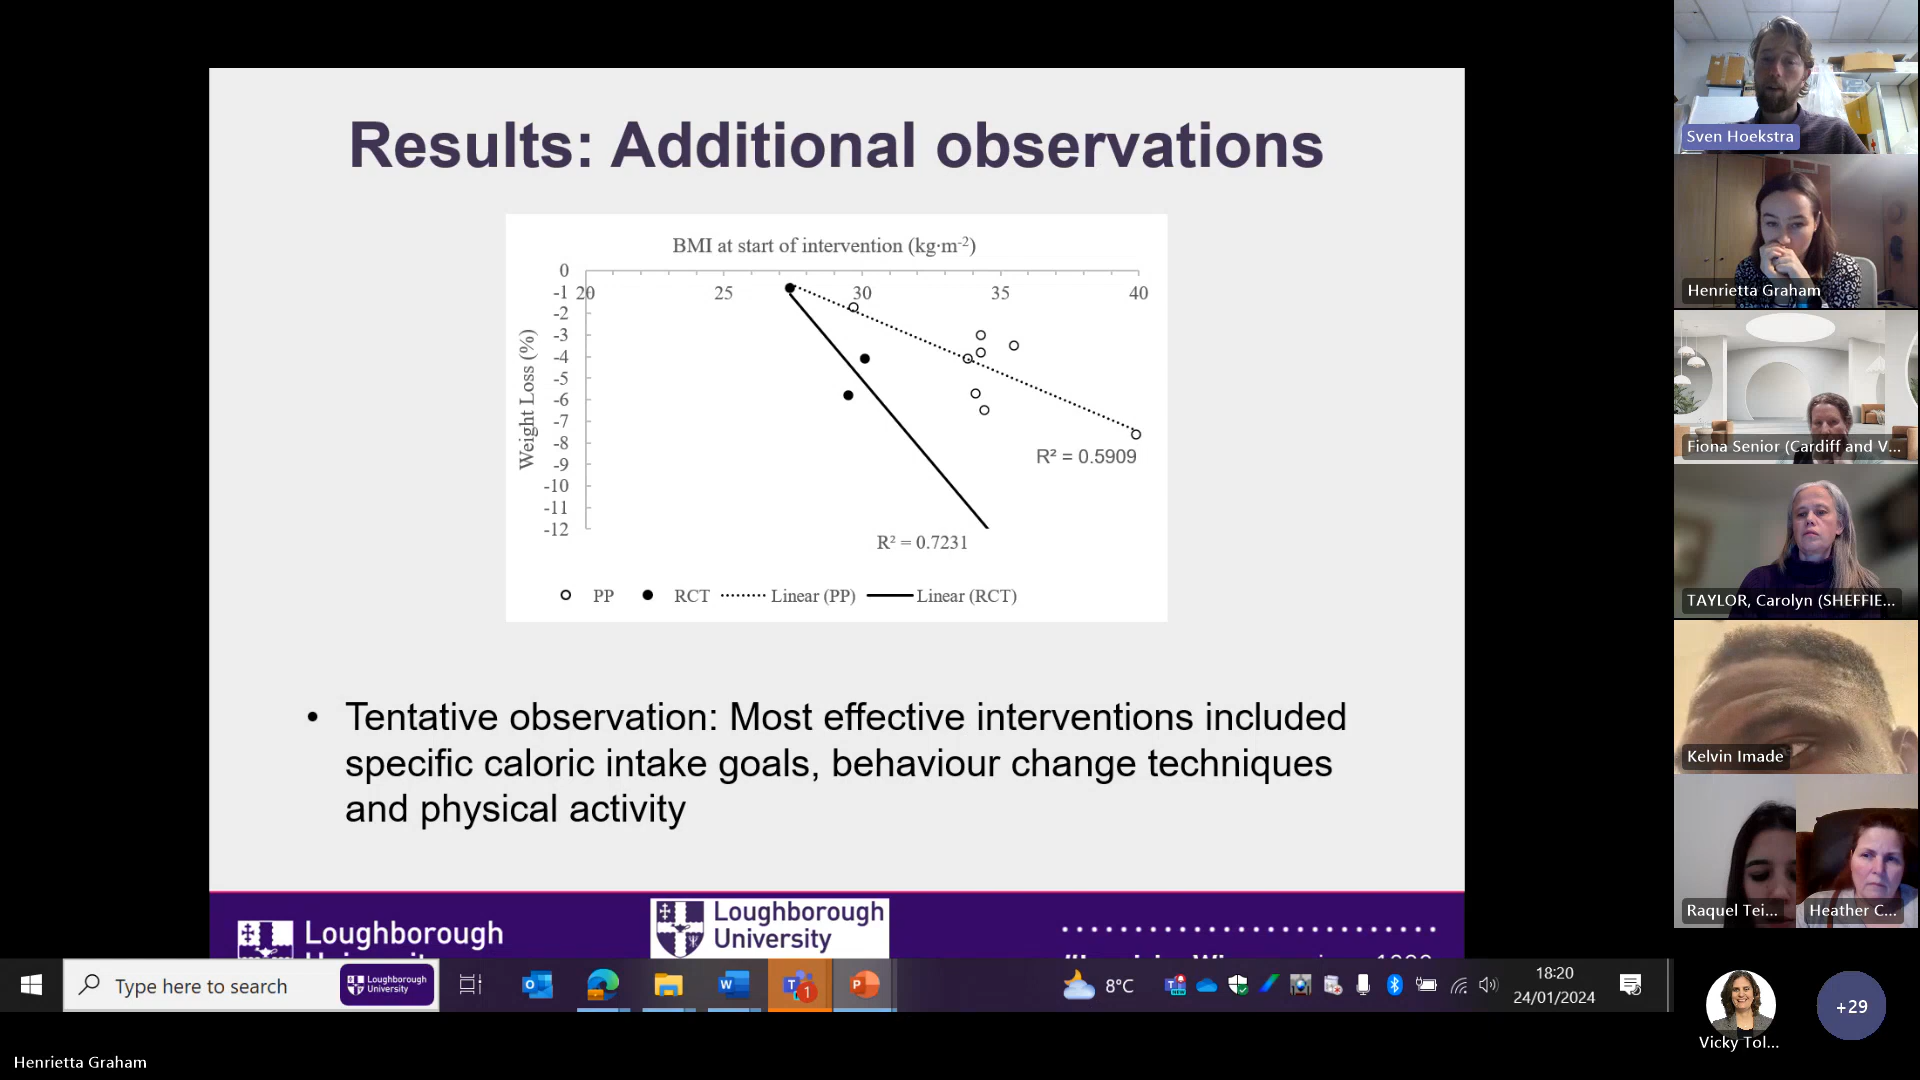 Results: Additional observations
BMI at start of intervention (kg·m-2)
0
-1
-2
-3
-4
-5
-6
-7
-8
-9
-10
-11
-12
20 25 30 35 40
Weight Loss (%)
R² = 0.5909
R² = 0.7231
PP RCT Linear (PP) Linear (RCT)
• Tentative observation: Most effective interventions included
specific caloric intake goals, behaviour change techniques
and physical activity
Loughborough
Loughborough
University
Type here to search
Loughborough
University
1
8°C
18:20
24/01/2024
Henrietta Graham
Sven Hoekstra
Henrietta Graham
Fiona Senior (Cardiff and V...
TAYLOR, Carolyn (SHEFFIE...
Kelvin Imade
Raquel Tei...
Heather C...
Vicky Tol...
+29